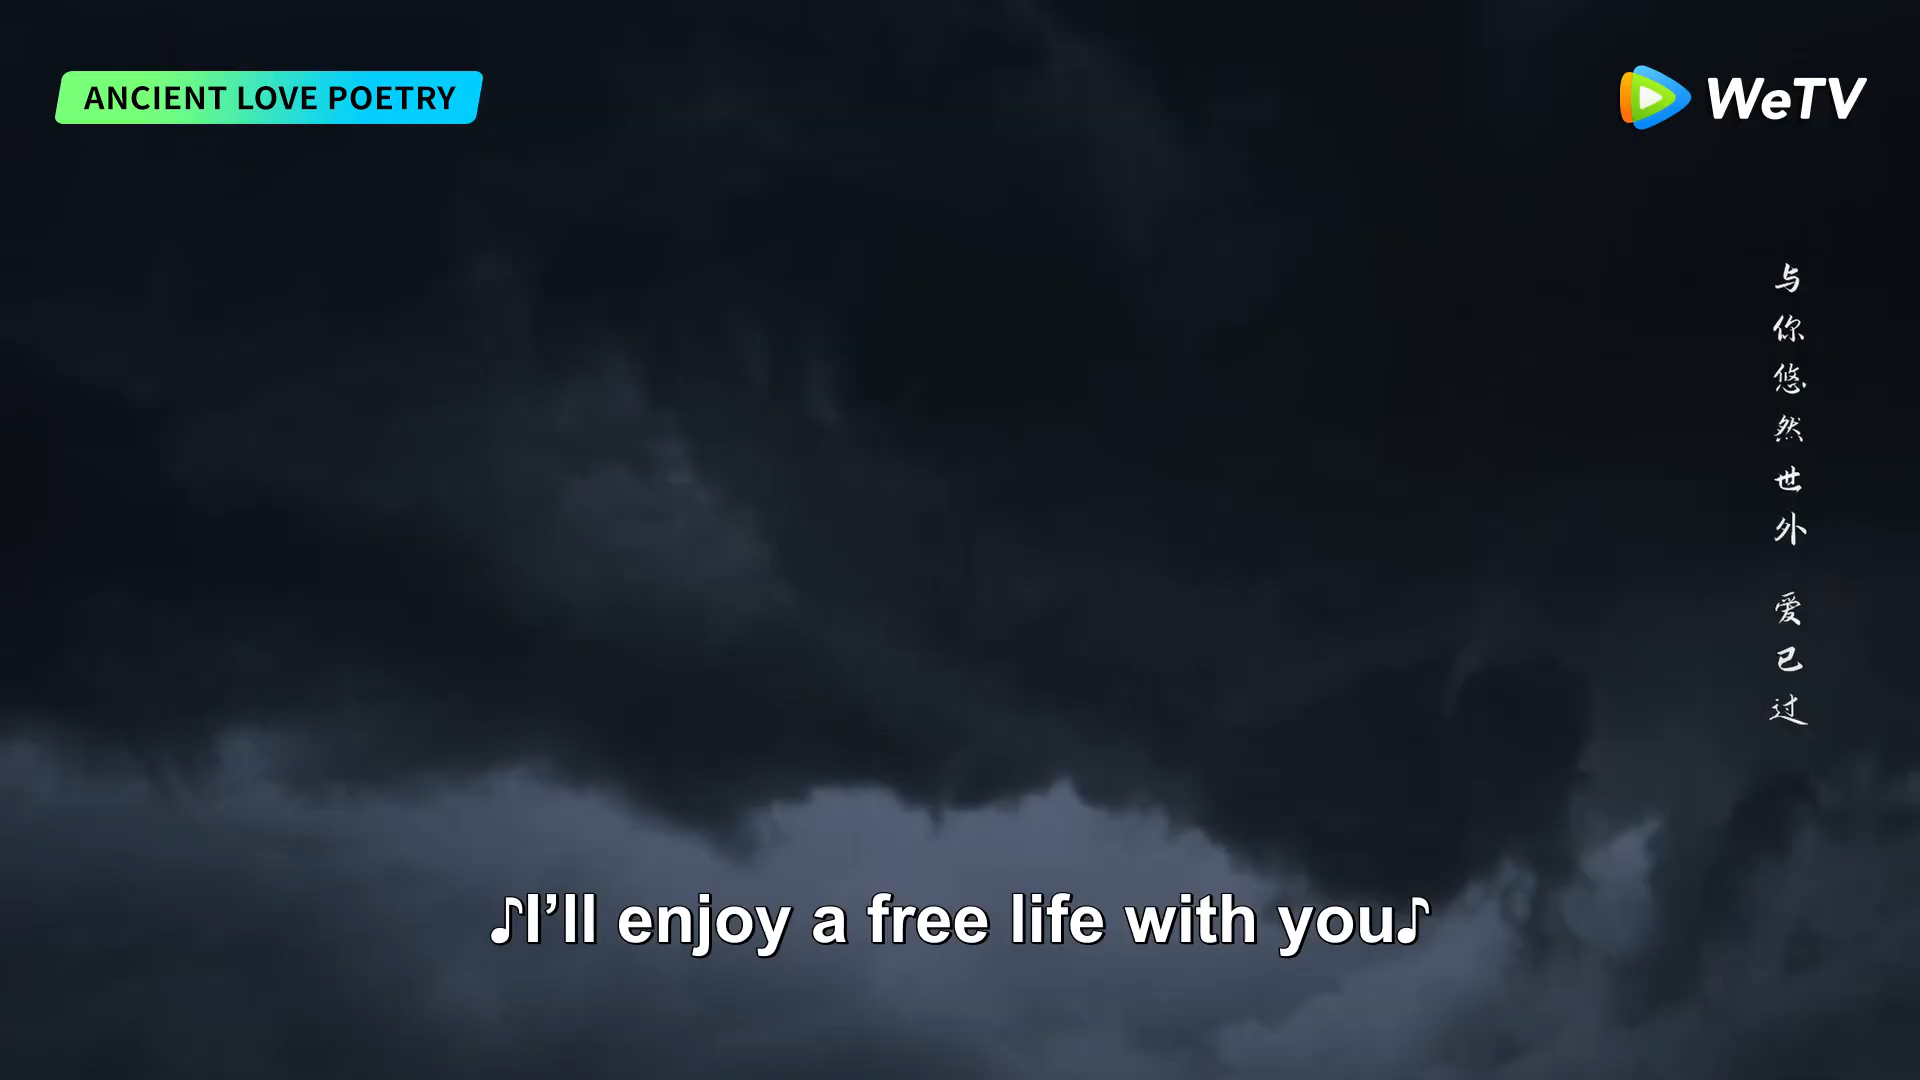 ANCIENT LOVE POETRY
WeTV
与你悠然世外 爱已过
♪I’ll enjoy a free life with you♪